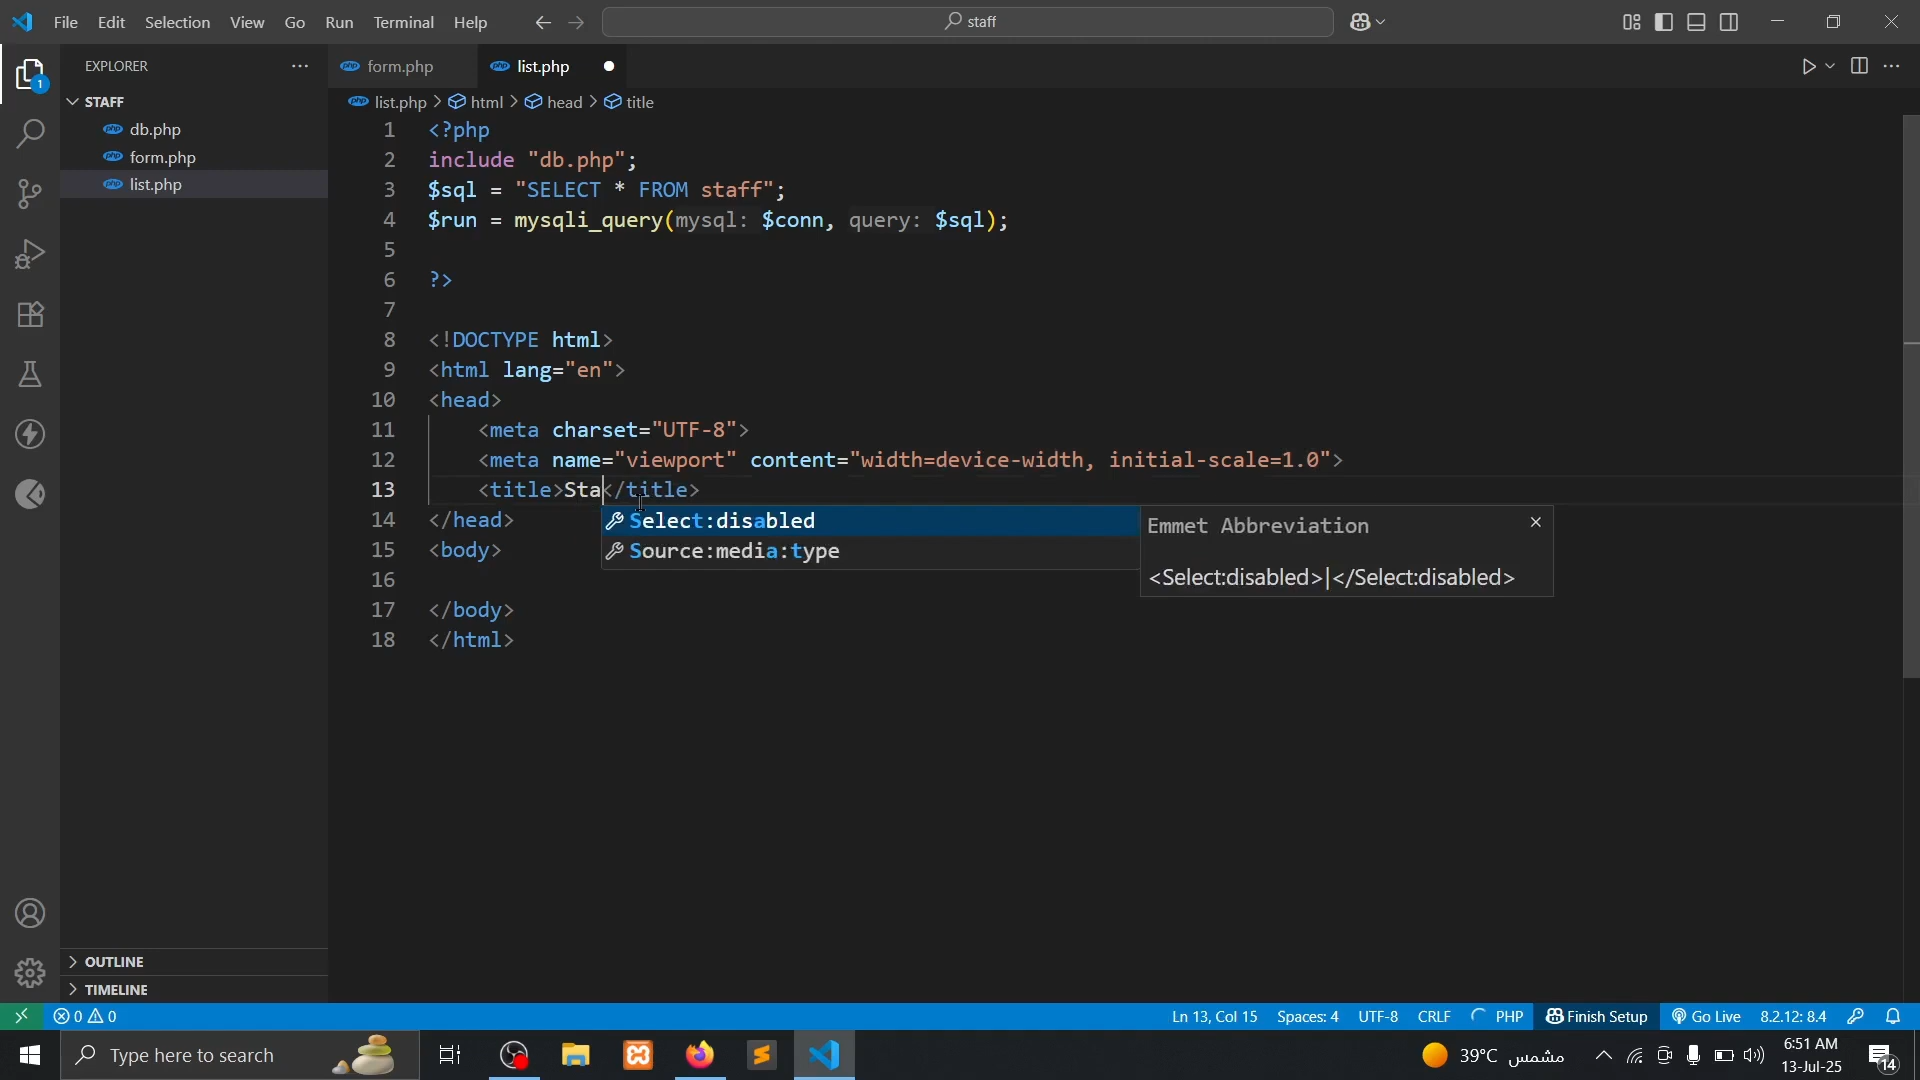 File Edit Selection View Go Run Terminal Help
staff
EXPLORER
form.php
list.php
STAFF
db.php
form.php
list.php
list.php > html > head > title
1 <?php
2 include "db.php";
3 $sql = "SELECT * FROM staff";
4 $run = mysqli_query(mysql: $conn, query: $sql);
5
6 ?>
7
8 <!DOCTYPE html>
9 <html lang="en">
10 <head>
11 <meta charset="UTF-8">
12 <meta name="viewport" content="width=device-width, initial-scale=1.0">
13 <title>Sta</title>
14 </head>
15 <body>
16
17 </body>
18 </html>
Select:disabled
Source:media:type
Emmet Abbreviation
<Select:disabled>|</Select:disabled>
1
OUTLINE
TIMELINE
0 0
Ln 13, Col 15 Spaces: 4 UTF-8 CRLF PHP Finish Setup Go Live 8.2.12: 8.4
Type here to search
39°C مشمس
6:51 AM
13-Jul-25
14